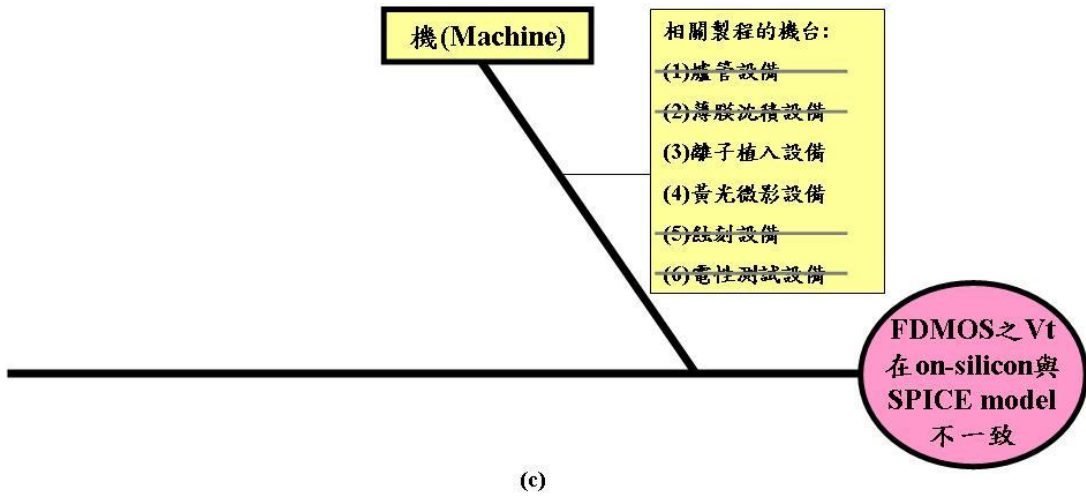 機(Machine)
相關製程的機台:
(1)爐管設備
(2)薄膜沈積設備
(3)離子植入設備
(4)黃光微影設備
(5)蝕刻設備
(6)電性測試設備
FDMOS之Vt
在on-silicon與
SPICE model
不一致
(c)